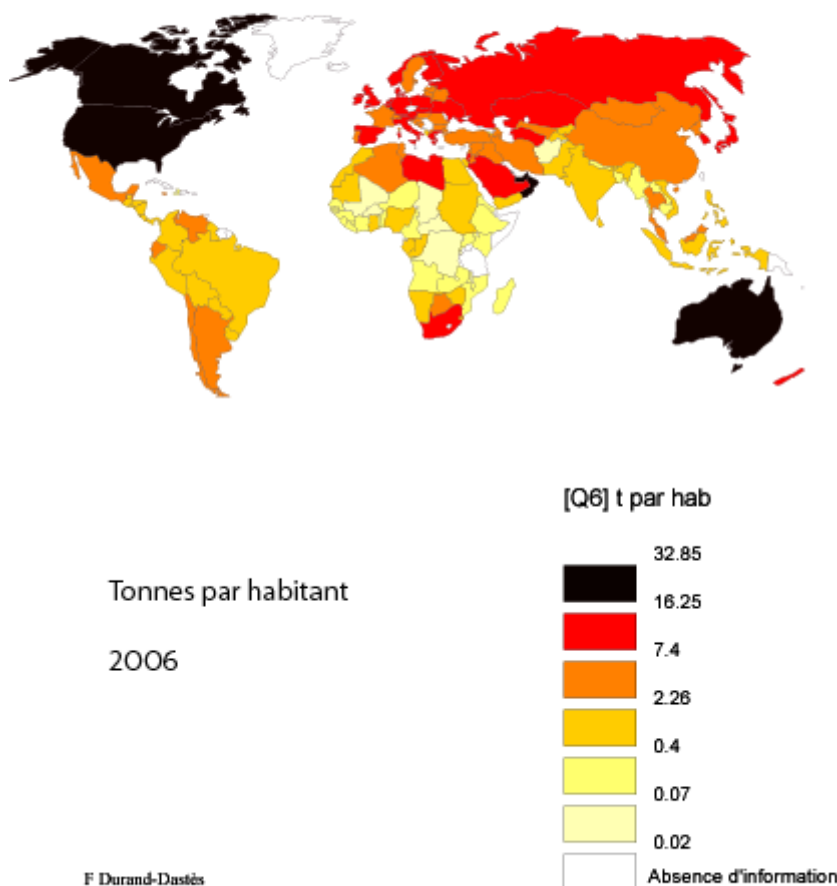 [Q6] t par hab
32.85
16.25
7.4
2.26
0.4
0.07
0.02
Absence d'information
Tonnes par habitant
2006
F Durand-Dastès